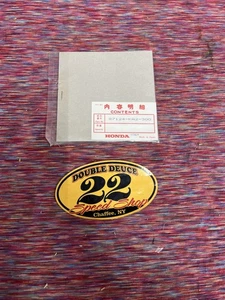 内容明細
CONTENTS
HONDA
DOUBLE DEUCE
22
Speed Shop
Chaffee, NY